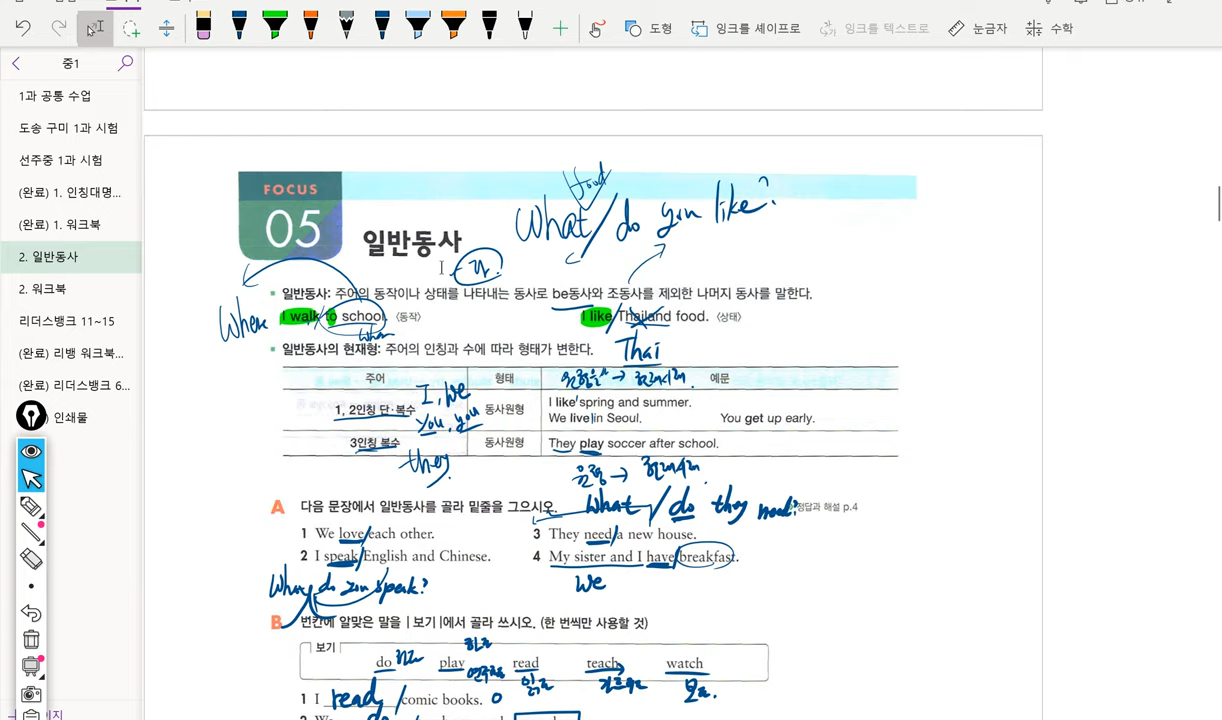 도형
잉크를 셰이프로
잉크를 텍스트로
눈금자
수학
중1
1과 공통 수업
도송 구미 1과 시험
선주중 1과 시험
(완료) 1. 인칭대명...
(완료) 1. 워크북
2. 일반동사
2. 워크북
리더스뱅크 11~15
(완료) 리뱅 워크북...
(완료) 리더스뱅크 6...
인쇄물
food
What / do you like?
FOCUS
05
일반동사
-다.
일반동사: 주어의 동작이나 상태를 나타내는 동사로 be동사와 조동사를 제외한 나머지 동사를 말한다.
Where
I walk to school. <동작>
I like Thailand food. <상태>
Thai
일반동사의 현재형: 주어의 인칭과 수에 따라 형태가 변한다.
주어
형태
예문
I, we
you, you
1, 2인칭 단·복수
동사원형
I like spring and summer.
We live in Seoul.
You get up early.
3인칭 복수
동사원형
They play soccer after school.
they
What / do they need?
A 다음 문장에서 일반동사를 골라 밑줄을 그으시오.
정답과 해설 p.4
1 We love each other.
3 They need a new house.
2 I speak English and Chinese.
4 My sister and I have breakfast.
do you speak?
We
B 빈칸에 알맞은 말을 |보기|에서 골라 쓰시오. (한 번씩만 사용할 것)
보기
do
play
read
teach
watch
읽다
보다.
1 I ready comic books.